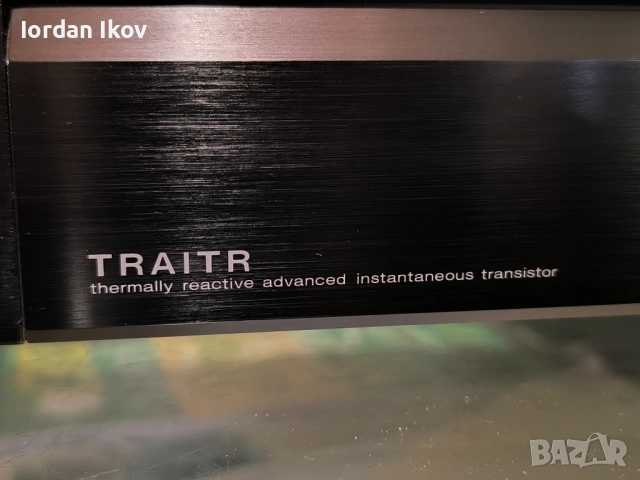 Iordan Ikov
TRAITR
thermally reactive advanced instantaneous transistor
BAZAR